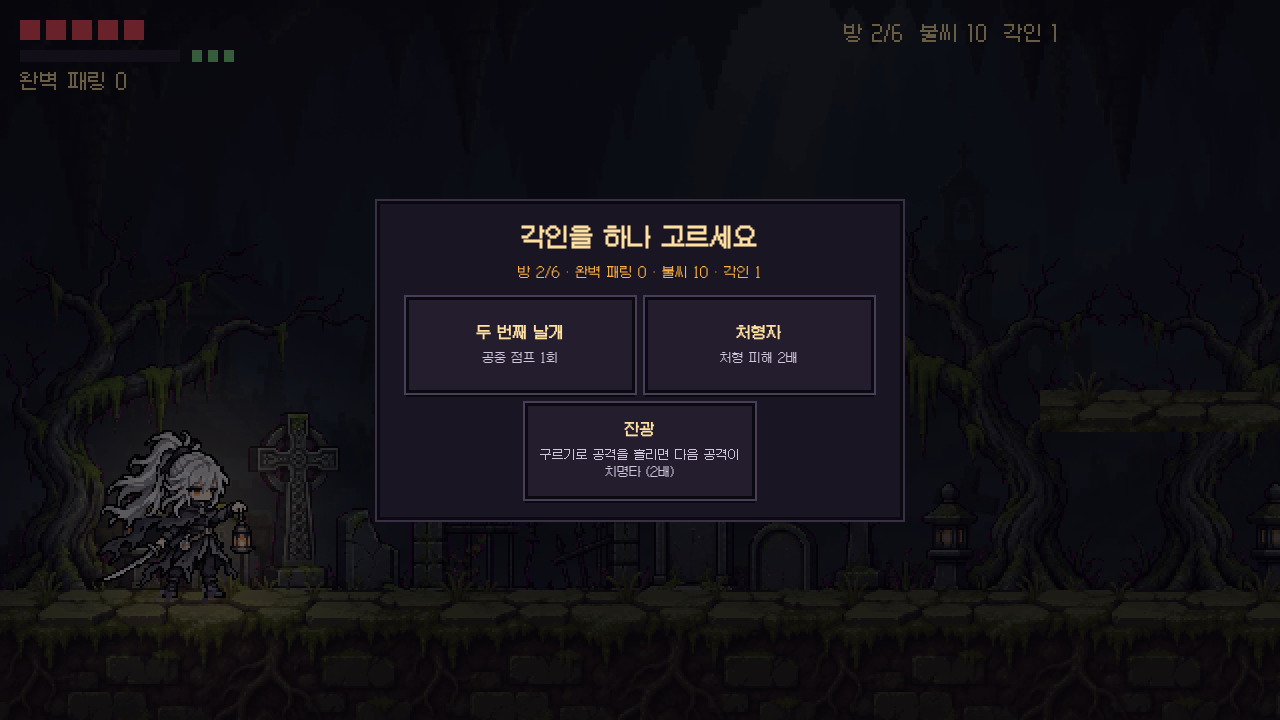 방 2/6 불씨 10 각인 1
완벽 패링 0
각인을 하나 고르세요
방 2/6 · 완벽 패링 0 · 불씨 10 · 각인 1
두 번째 날개
공중 점프 1회
처형자
처형 피해 2배
잔광
구르기로 공격을 흘리면 다음 공격이
치명타 (2배)